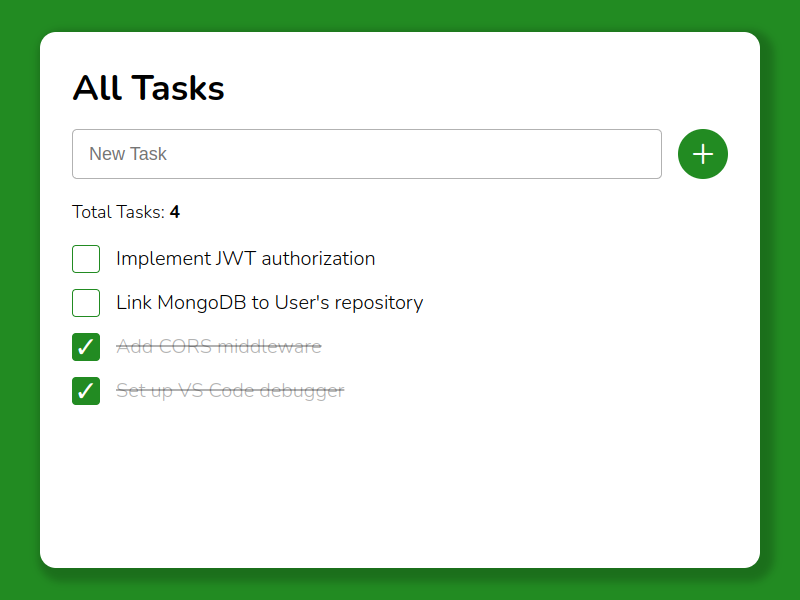 All Tasks
New Task
Total Tasks: 4
Implement JWT authorization
Link MongoDB to User's repository
Add CORS middleware
Set up VS Code debugger